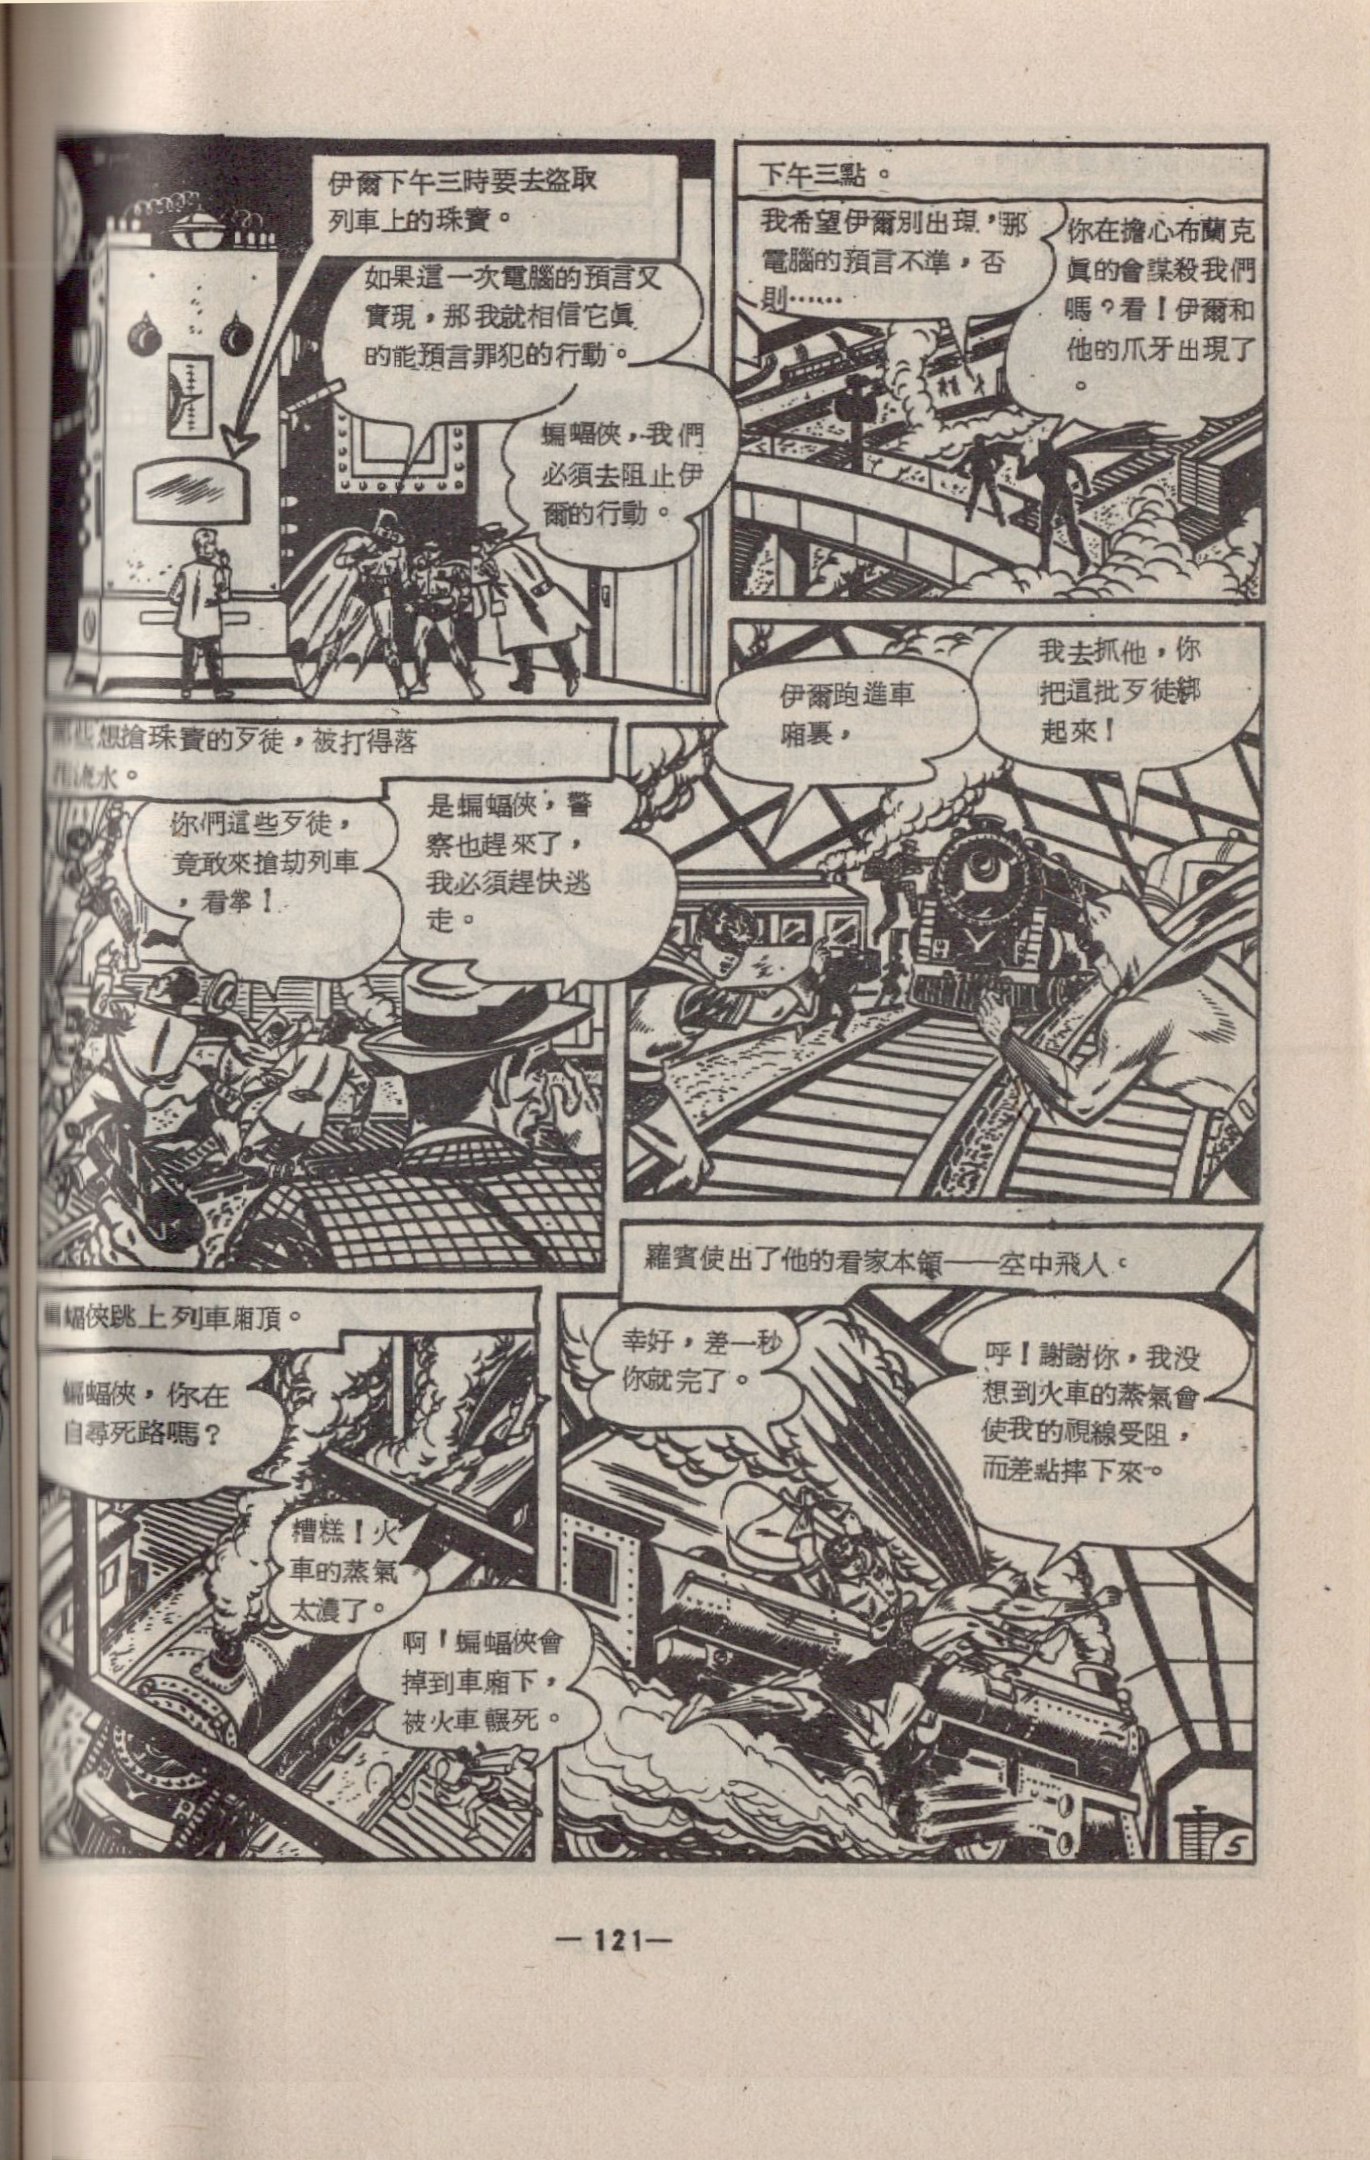 伊爾下午三時要去盜取
列車上的珠寶。
如果這一次電腦的預言又
實現，那我就相信它眞
的能預言罪犯的行動。
蝙蝠俠，我們
必須去阻止伊
爾的行動。
下午三點。
我希望伊爾別出現，那
電腦的預言不準，否
則……
你在擔心布蘭克
眞的會謀殺我們
嗎？看！伊爾和
他的爪牙出現了
。
那些想搶珠寶的歹徒，被打得落
流水。
你們這些歹徒，
竟敢來搶劫列車
，看掌！
是蝙蝠俠，警
察也趕來了，
我必須趕快逃
走。
伊爾跑進車
廂裏，
我去抓他，你
把這批歹徒綁
起來！
蝙蝠俠跳上列車廂頂。
蝙蝠俠，你在
自尋死路嗎？
糟糕！火
車的蒸氣
太濃了。
啊！蝙蝠俠會
掉到車廂下，
被火車輾死。
羅賓使出了他的看家本領——空中飛人。
幸好，差一秒
你就完了。
呼！謝謝你，我没
想到火車的蒸氣會
使我的視線受阻，
而差點摔下來。
5
— 121 —